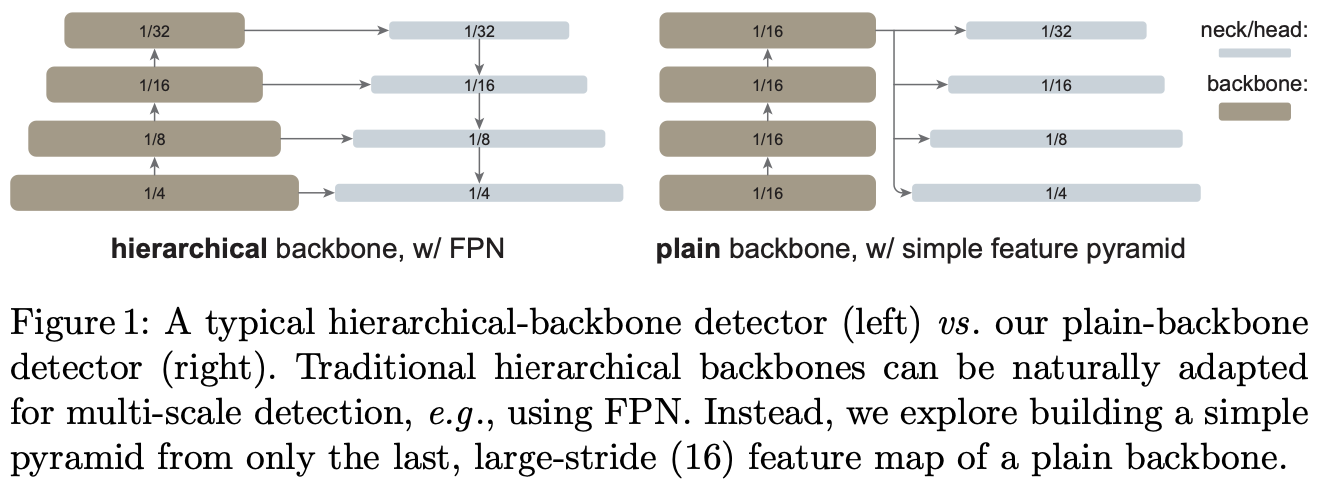 1/32
1/32
1/16
1/16
1/8
1/8
1/4
1/4
hierarchical backbone, w/ FPN
1/16
1/32
1/16
1/16
1/16
1/8
1/16
1/4
plain backbone, w/ simple feature pyramid
neck/head:
backbone:
Figure 1: A typical hierarchical-backbone detector (left) vs. our plain-backbone
detector (right). Traditional hierarchical backbones can be naturally adapted
for multi-scale detection, e.g., using FPN. Instead, we explore building a simple
pyramid from only the last, large-stride (16) feature map of a plain backbone.